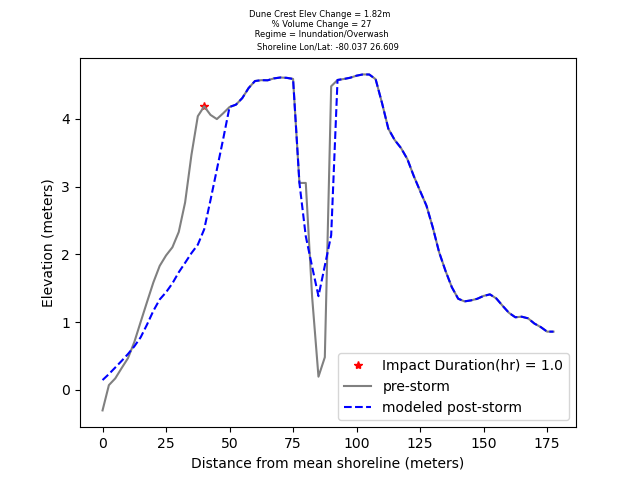 Dune Crest Elev Change = 1.82m
% Volume Change = 27
Regime = Inundation/Overwash
Shoreline Lon/Lat: -80.037 26.609
Elevation (meters)
4
3
2
1
0
Impact Duration(hr) = 1.0
pre-storm
modeled post-storm
0 25 50 75 100 125 150 175
Distance from mean shoreline (meters)